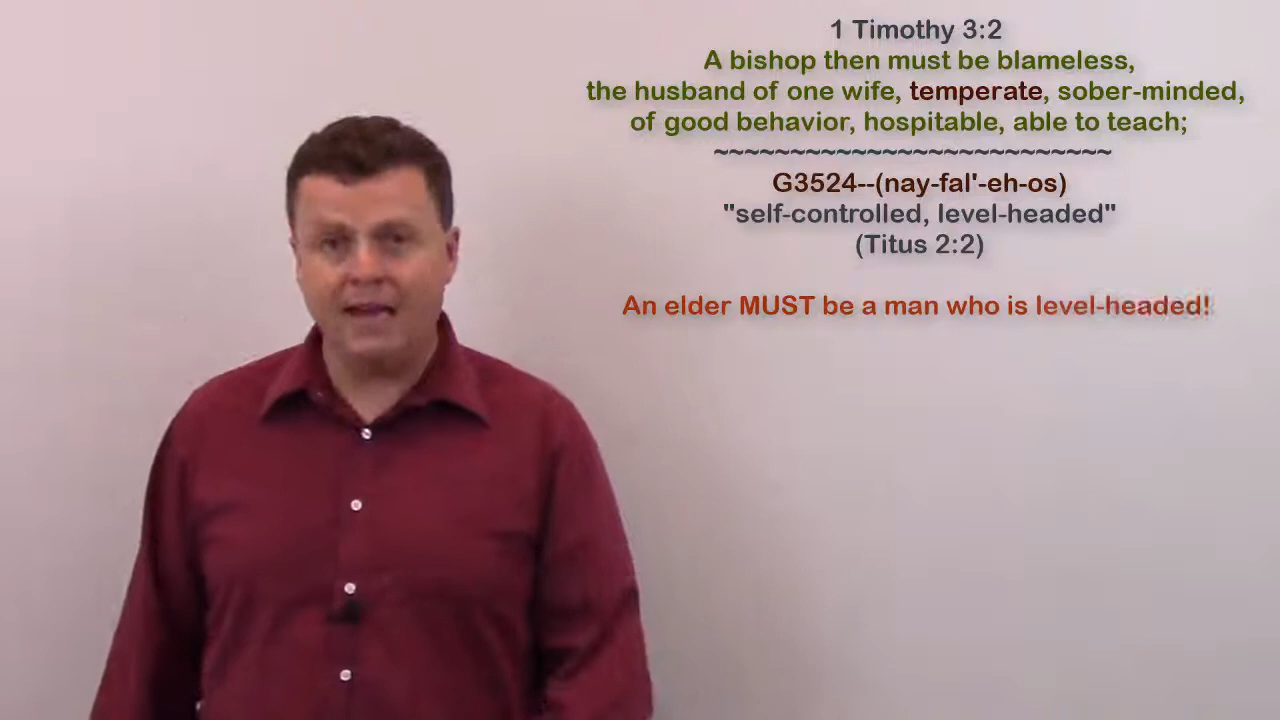 1 Timothy 3:2
A bishop then must be blameless,
the husband of one wife, temperate, sober-minded,
of good behavior, hospitable, able to teach;
~~~~~~~~~~~~~~~~~~~~~~~~~~
G3524--(nay-fal'-eh-os)
"self-controlled, level-headed"
(Titus 2:2)
An elder MUST be a man who is level-headed!